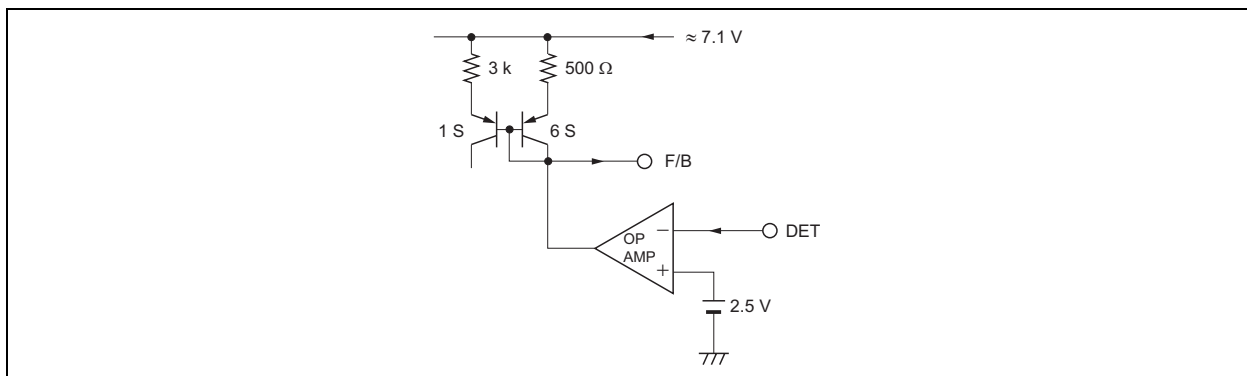 ≈ 7.1 V
3 k
500 Ω
1 S
6 S
F/B
OP
AMP
−
+
DET
2.5 V